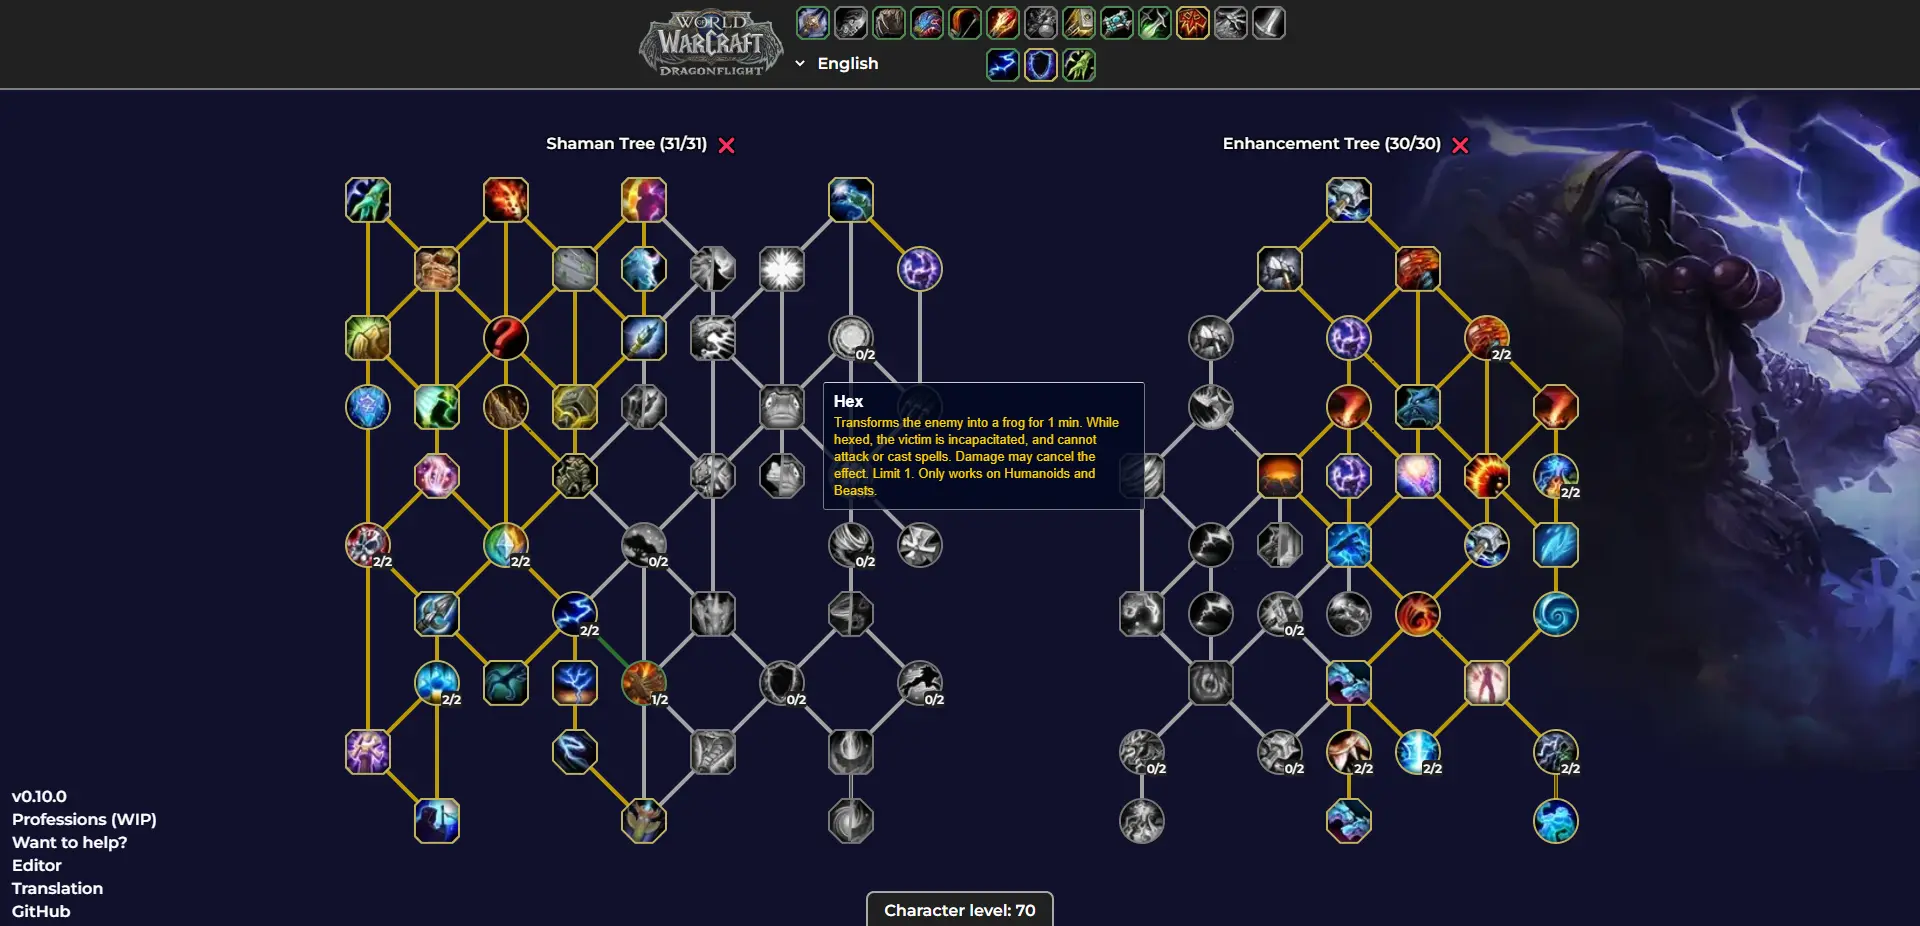 WORLD
OF
WARCRAFT
DRAGONFLIGHT
English
Shaman Tree (31/31)
Enhancement Tree (30/30)
0/2
2/2
Hex
Transforms the enemy into a frog for 1 min. While
hexed, the victim is incapacitated, and cannot
attack or cast spells. Damage may cancel the
effect. Limit 1. Only works on Humanoids and
Beasts.
2/2
2/2
2/2
0/2
0/2
2/2
0/2
2/2
1/2
0/2
0/2
0/2
0/2
2/2
2/2
2/2
v0.10.0
Professions (WIP)
Want to help?
Editor
Translation
GitHub
Character level: 70